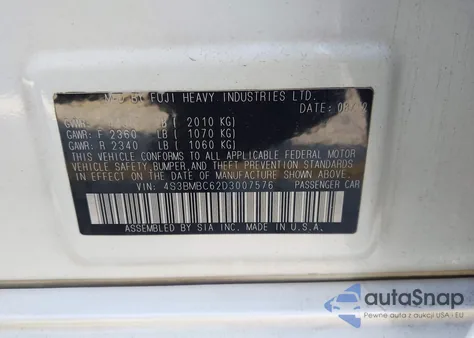 MFD BY FUJI HEAVY INDUSTRIES LTD.
DATE:
2010 KG)
GAWR: F 2360 LB ( 1070 KG)
GAWR: R 2340 LB ( 1060 KG)
THIS VEHICLE CONFORMS TO ALL APPLICABLE FEDERAL MOTOR
VEHICLE SAFETY, BUMPER, AND THEFT PREVENTION STANDARDS
IN EFFECT ON THE DATE OF MANUFACTURE SHOWN ABOVE.
VIN: 4S3BMBC62D3007576 PASSENGER CAR
ASSEMBLED BY SIA INC. MADE IN U.S.A.
autoSnap
Pewne auta z aukcji USA i EU